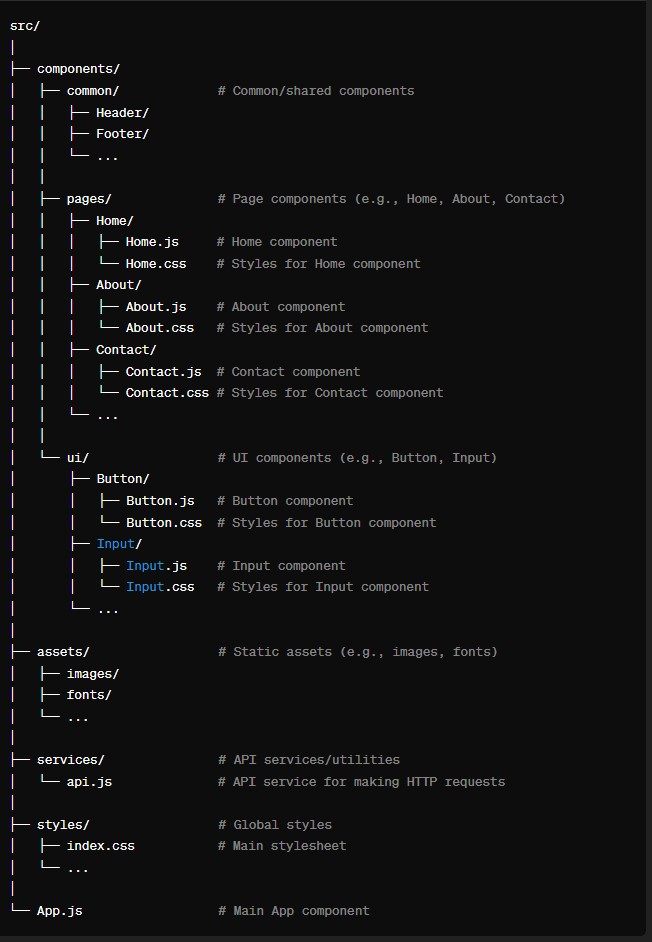 src/
│
├── components/
│   ├── common/             # Common/shared components
│   │   ├── Header/
│   │   ├── Footer/
│   │   └── ...
│   │
│   ├── pages/              # Page components (e.g., Home, About, Contact)
│   │   ├── Home/
│   │   │   ├── Home.js     # Home component
│   │   │   └── Home.css    # Styles for Home component
│   │   ├── About/
│   │   │   ├── About.js    # About component
│   │   │   └── About.css   # Styles for About component
│   │   ├── Contact/
│   │   │   ├── Contact.js  # Contact component
│   │   │   └── Contact.css # Styles for Contact component
│   │   └── ...
│   │
│   └── ui/                 # UI components (e.g., Button, Input)
│       ├── Button/
│       │   ├── Button.js   # Button component
│       │   └── Button.css  # Styles for Button component
│       ├── Input/
│       │   ├── Input.js    # Input component
│       │   └── Input.css   # Styles for Input component
│       └── ...
│
├── assets/                 # Static assets (e.g., images, fonts)
│   ├── images/
│   ├── fonts/
│   └── ...
│
├── services/               # API services/utilities
│   └── api.js              # API service for making HTTP requests
│
├── styles/                 # Global styles
│   ├── index.css           # Main stylesheet
│   └── ...
│
└── App.js                  # Main App component